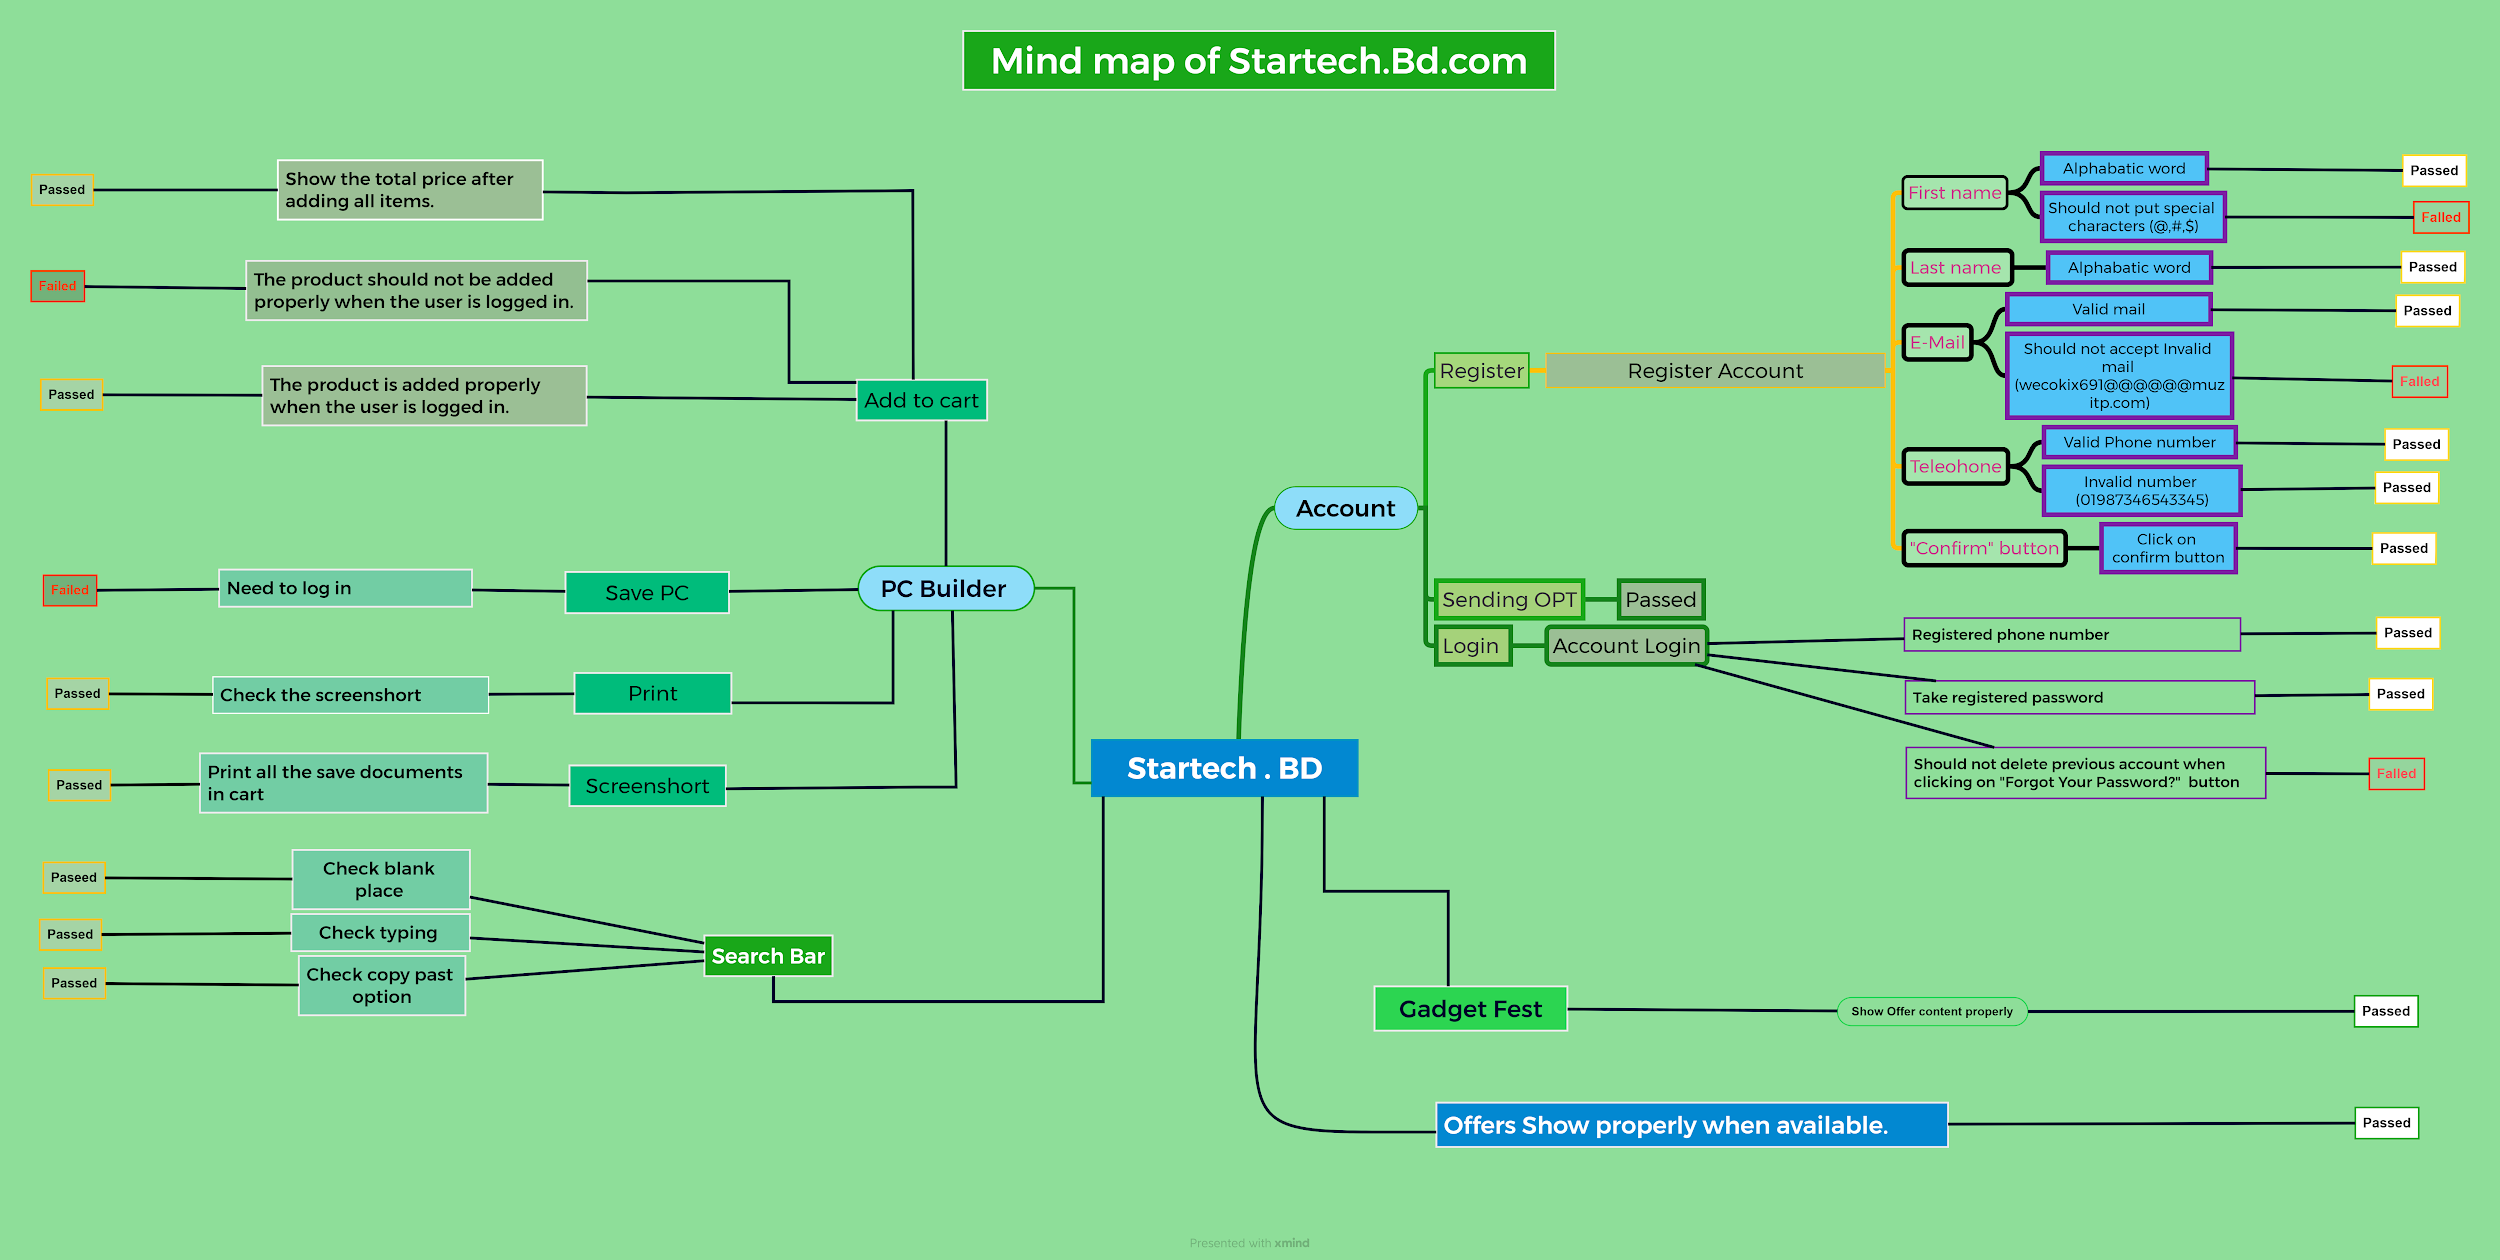 Mind map of Startech.Bd.com
Passed
Show the total price after
adding all items.
Failed
The product should not be added
properly when the user is logged in.
Passed
The product is added properly
when the user is logged in.
Add to cart
Failed
Need to log in
Save PC
PC Builder
Passed
Check the screenshort
Print
Passed
Print all the save documents
in cart
Screenshort
Paseed
Check blank
place
Passed
Check typing
Passed
Check copy past
option
Search Bar
Startech . BD
Account
Register
Register Account
First name
Alphabatic word
Passed
Should not put special
characters (@,#,$)
Falled
Last name
Alphabatic word
Passed
E-Mail
Valid mail
Passed
Should not accept Invalid
mail
(wecokix691@@@@@@muz
itp.com)
Falled
Teleohone
Valid Phone number
Passed
Invalid number
(01987346543345)
Passed
"Confirm" button
Click on
confirm button
Passed
Sending OPT
Passed
Login
Account Login
Registered phone number
Passed
Take registered password
Passed
Should not delete previous account when
clicking on "Forgot Your Password?" button
Falled
Gadget Fest
Show Offer content properly
Passed
Offers Show properly when available.
Passed
Presented with xmind